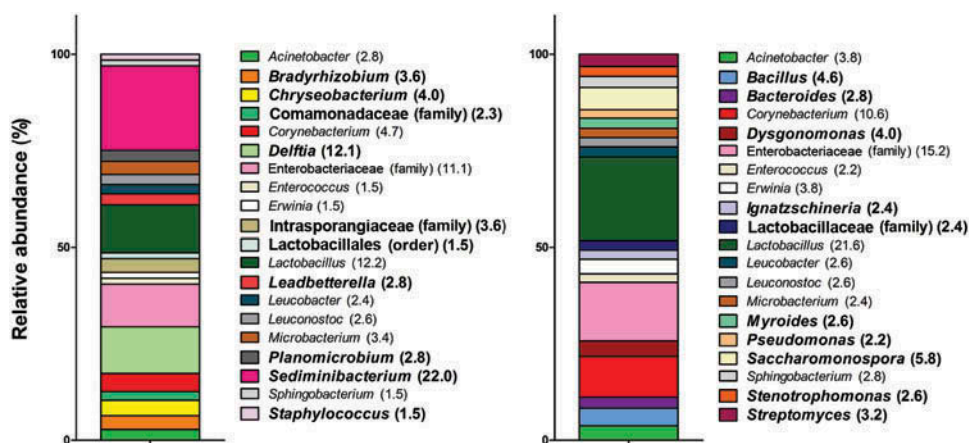 Relative abundance (%)
100
50
0
Acinetobacter (2.8)
Bradyrhizobium (3.6)
Chryseobacterium (4.0)
Comamonadaceae (family) (2.3)
Corynebacterium (4.7)
Delftia (12.1)
Enterobacteriaceae (family) (11.1)
Enterococcus (1.5)
Erwinia (1.5)
Intrasporangiaceae (family) (3.6)
Lactobacillales (order) (1.5)
Lactobacillus (12.2)
Leadbetterella (2.8)
Leucobacter (2.4)
Leuconostoc (2.6)
Microbacterium (3.4)
Planomicrobium (2.8)
Sediminibacterium (22.0)
Sphingobacterium (1.5)
Staphylococcus (1.5)
100
50
0
Acinetobacter (3.8)
Bacillus (4.6)
Bacteroides (2.8)
Corynebacterium (10.6)
Dysgonomonas (4.0)
Enterobacteriaceae (family) (15.2)
Enterococcus (2.2)
Erwinia (3.8)
Ignatzschineria (2.4)
Lactobacillaceae (family) (2.4)
Lactobacillus (21.6)
Leucobacter (2.6)
Leuconostoc (2.6)
Microbacterium (2.4)
Myroides (2.6)
Pseudomonas (2.2)
Saccharomonospora (5.8)
Sphingobacterium (2.8)
Stenotrophomonas (2.6)
Streptomyces (3.2)